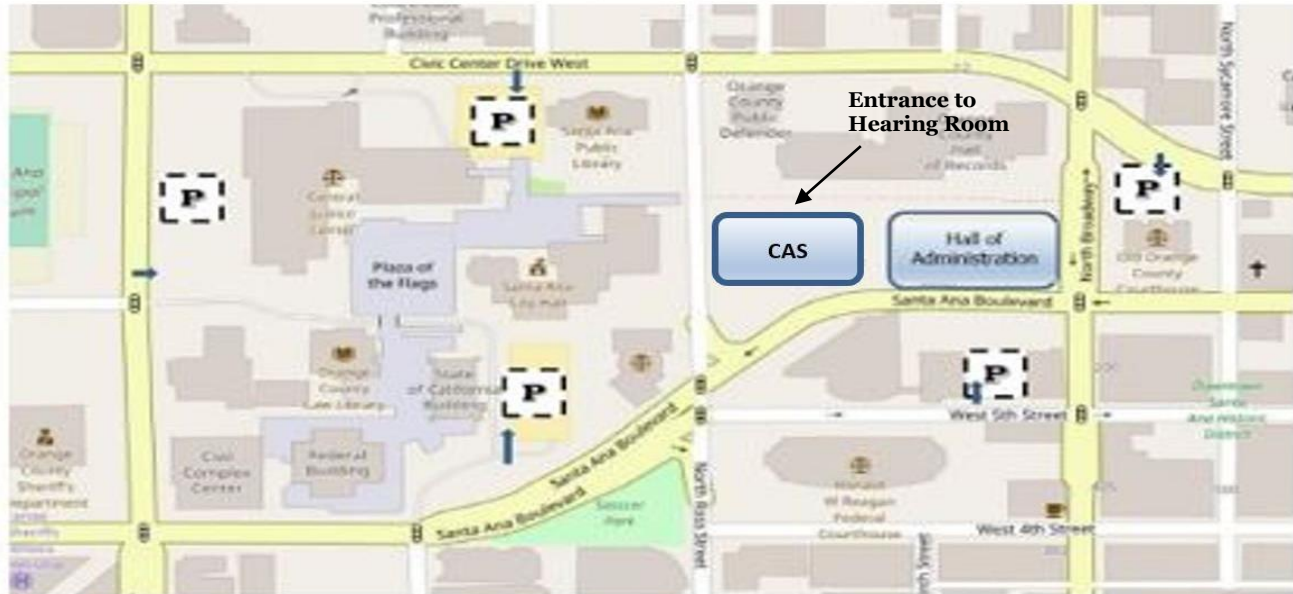 Professional
Building
Civic Center Drive West
P
Santa Ana
Public
Library
Orange
County
Public
Defender
Entrance to
Hearing Room
County
Hall
of Records
North Sycamore Street
P
P
Central
Justice
Center
Plaza of
the Flags
Santa Ana
City Hall
CAS
Hall of
Administration
North Broadway
Old Orange
County
Courthouse
Santa Ana Boulevard
Orange
County
Law Library
State
of California
Building
P
P
West 5th Street
Downtown
Santa
Ana Historic
District
Orange
County
Sheriff's
Department
Civil
Complex
Center
Federal
Building
Santa Ana Boulevard
Santa Ana Boulevard
Sasscer
Park
North Ross Street
Ronald
W Reagan
Federal
Courthouse
West 4th Street
H